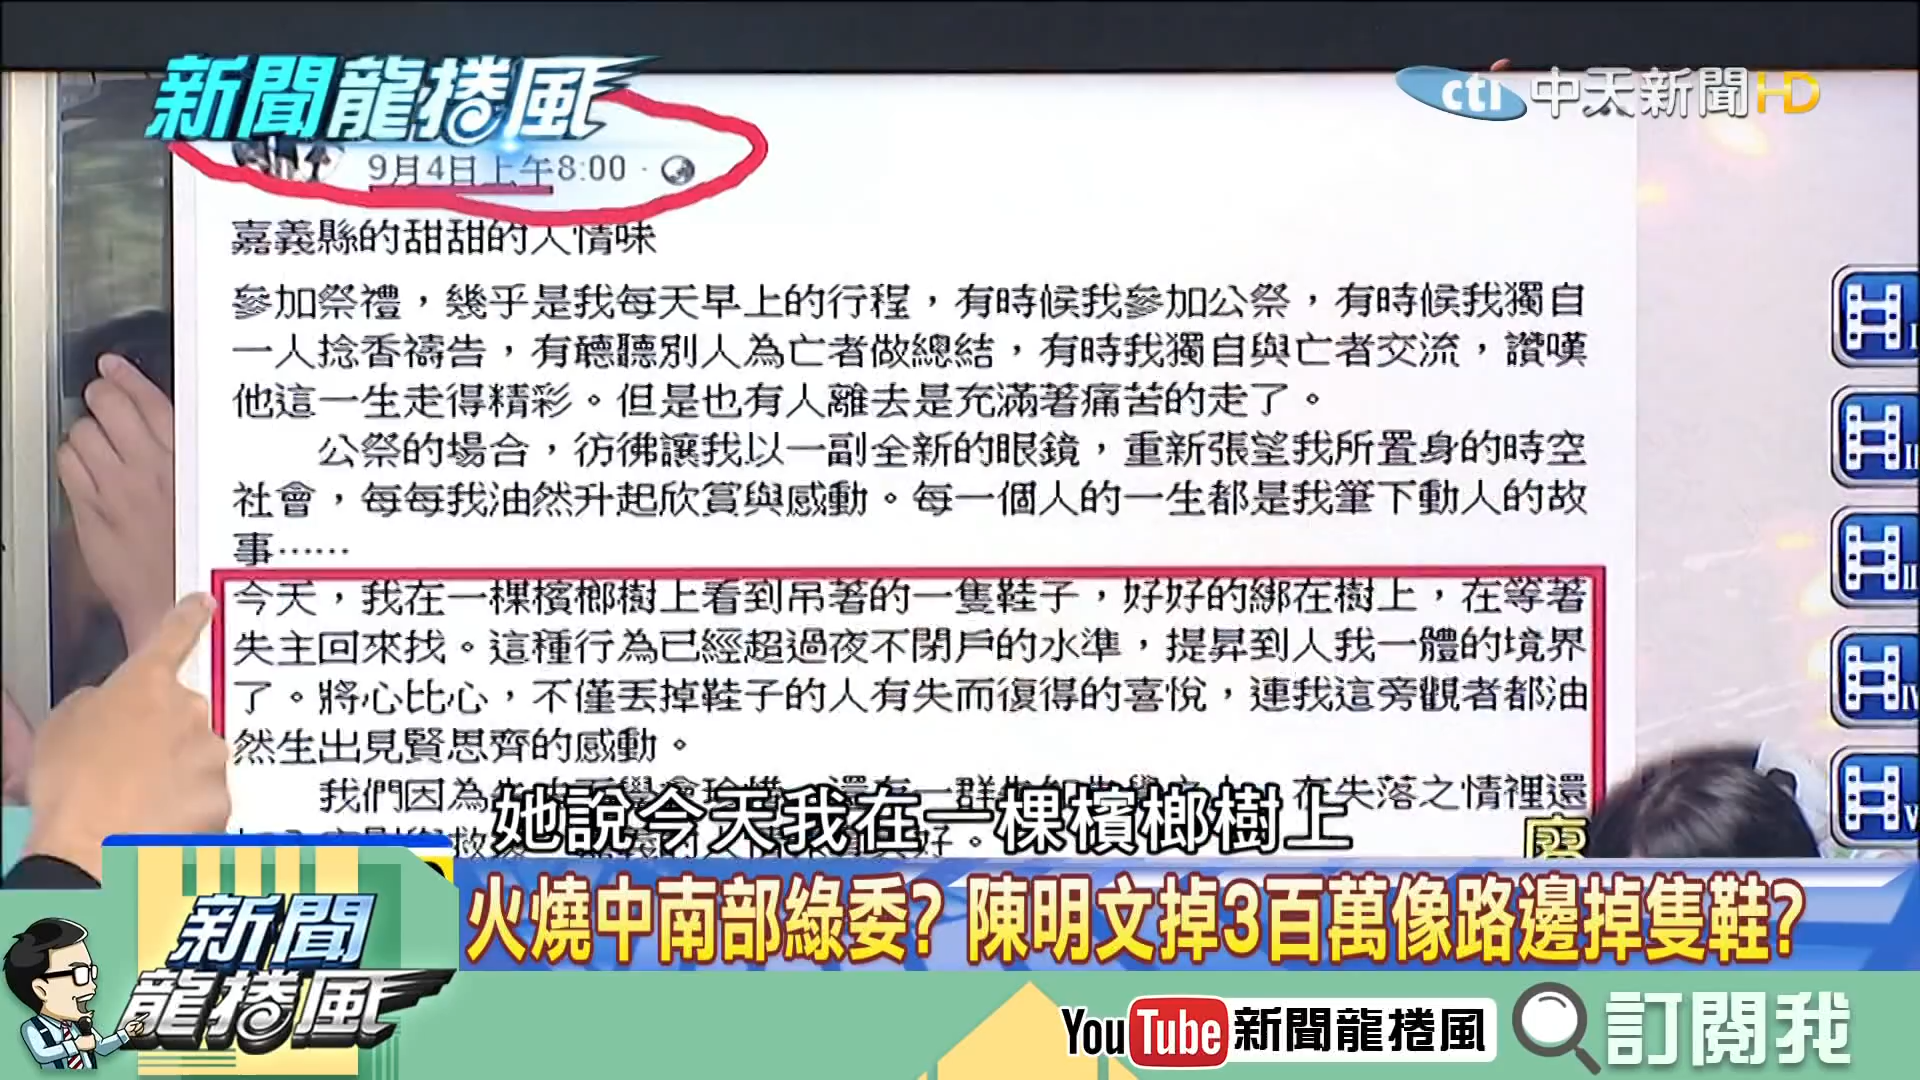 新聞龍捲風
cti 中天新聞HD
9月4日上午8:00 ·
嘉義縣的甜甜的人情味
參加祭禮，幾乎是我每天早上的行程，有時候我參加公祭，有時候我獨自
一人捻香禱告，有聽聽別人為亡者做總結，有時我獨自與亡者交流，讚嘆
他這一生走得精彩。但是也有人離去是充滿著痛苦的走了。
公祭的場合，彷彿讓我以一副全新的眼鏡，重新張望我所置身的時空
社會，每每我油然升起欣賞與感動。每一個人的一生都是我筆下動人的故
事……
今天，我在一棵檳榔樹上看到吊著的一隻鞋子，好好的綁在樹上，在等著
失主回來找。這種行為已經超過夜不閉戶的水準，提昇到人我一體的境界
了。將心比心，不僅丟掉鞋子的人有失而復得的喜悅，連我這旁觀者都油
然生出見賢思齊的感動。
我們因為 在失落之情裡還
她說今天我在一棵檳榔樹上
火燒中南部綠委? 陳明文掉3百萬像路邊掉隻鞋?
新聞
龍捲風
YouTube 新聞龍捲風
訂閱我
I
II
III
IV
V